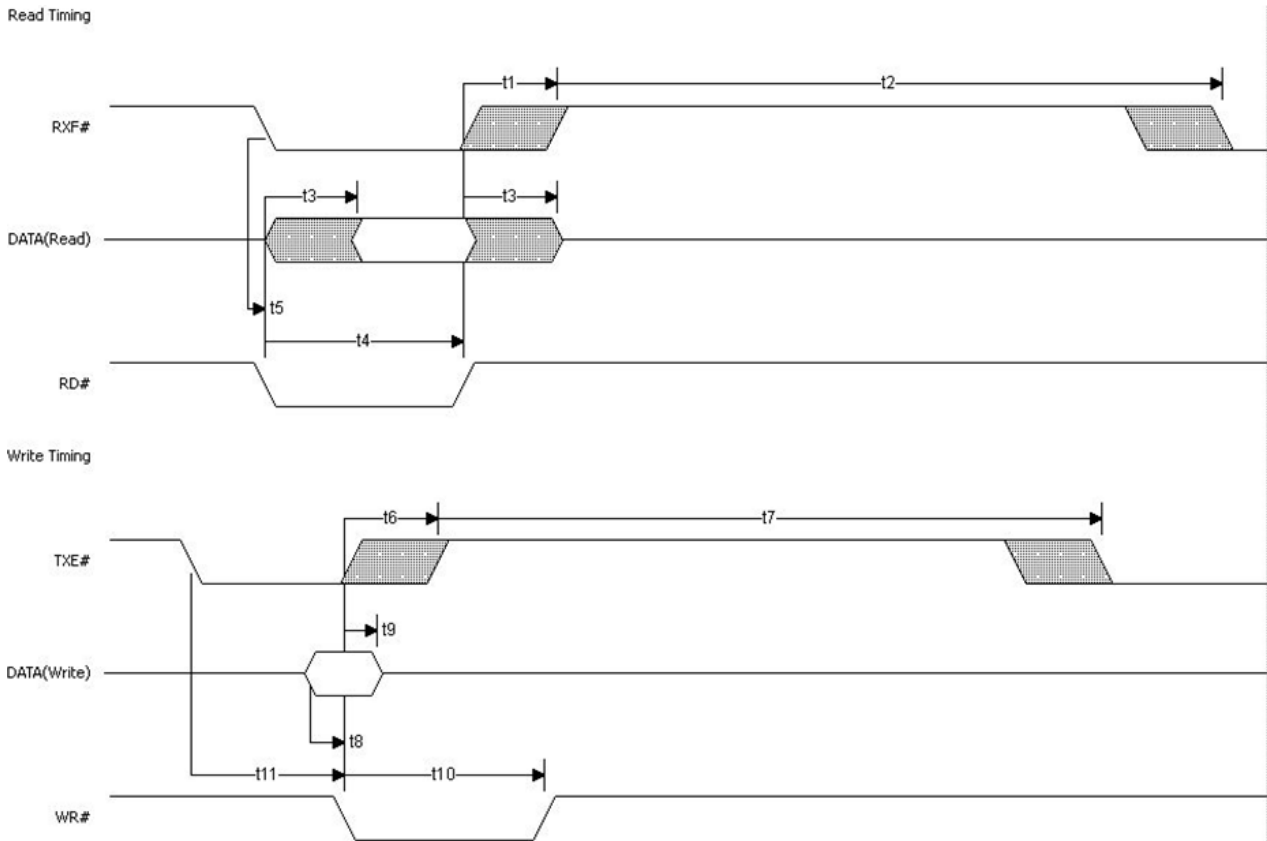 Read Timing
t1
t2
RXF#
t3
t3
DATA(Read)
t5
t4
RD#
Write Timing
t6
t7
TXE#
t9
DATA(Write)
t8
t11
t10
WR#